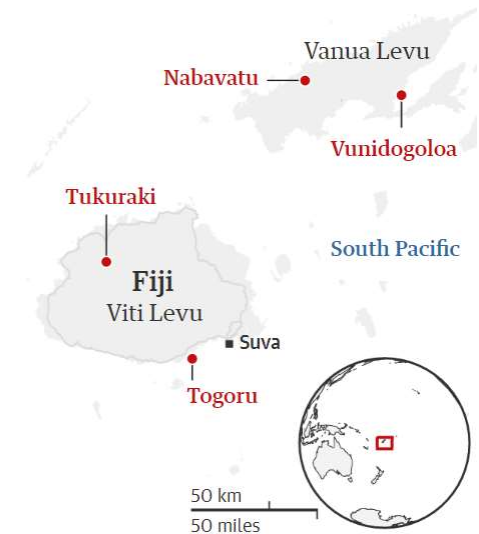 Vanua Levu
Nabavatu
Vunidogoloa
Tukuraki
South Pacific
Fiji
Viti Levu
Suva
Togoru
50 km
50 miles